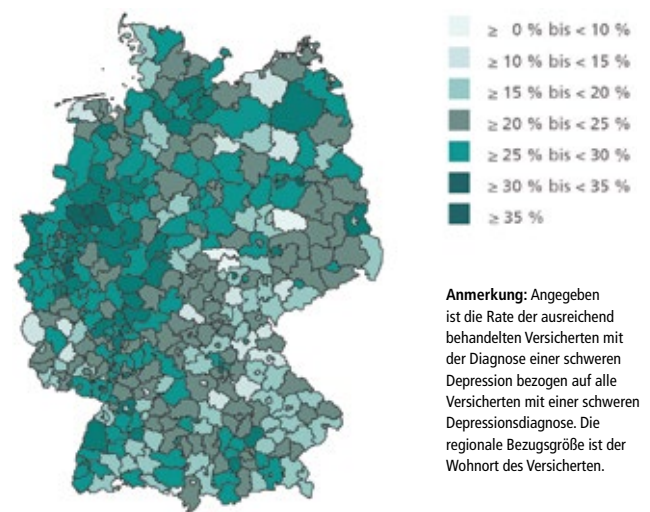 ≥ 0 % bis < 10 %
≥ 10 % bis < 15 %
≥ 15 % bis < 20 %
≥ 20 % bis < 25 %
≥ 25 % bis < 30 %
≥ 30 % bis < 35 %
≥ 35 %
Anmerkung: Angegeben
ist die Rate der ausreichend
behandelten Versicherten mit
der Diagnose einer schweren
Depression bezogen auf alle
Versicherten mit einer schweren
Depressionsdiagnose. Die
regionale Bezugsgröße ist der
Wohnort des Versicherten.